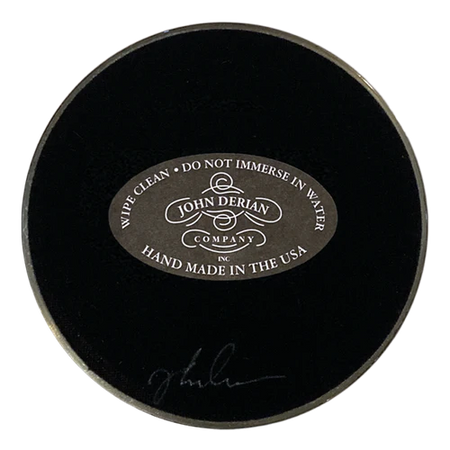 WIPE CLEAN • DO NOT IMMERSE IN WATER
JOHN DERIAN
COMPANY
INC
HAND MADE IN THE USA